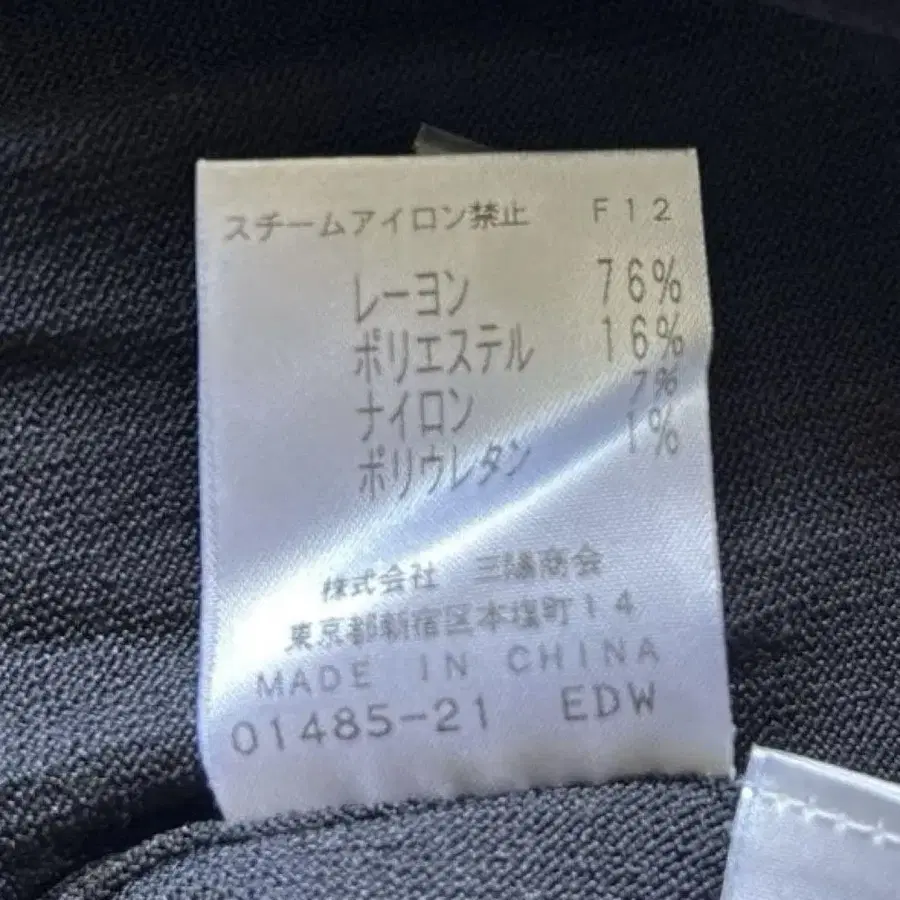 スチームアイロン禁止 F12
レーヨン 76%
ポリエステル 16%
ナイロン 7%
ポリウレタン 1%
株式会社 三陽商会
東京都新宿区本塩町14
MADE IN CHINA
01485-21 EDW